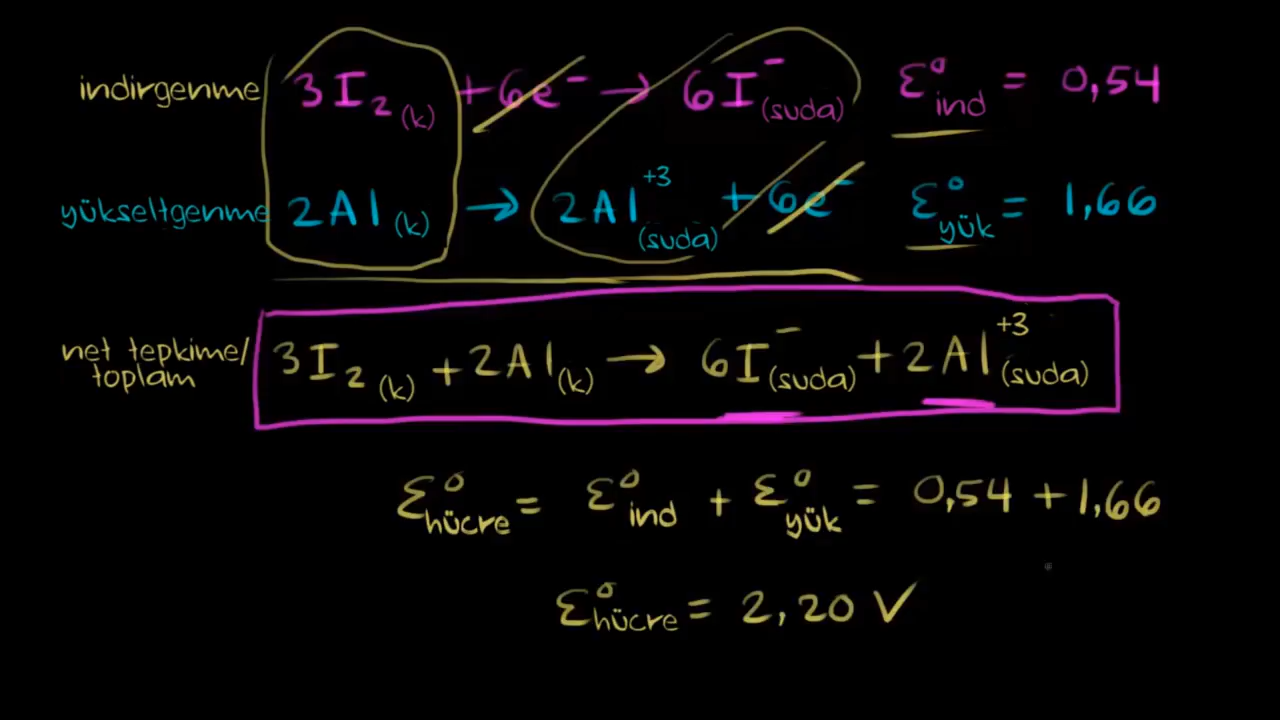 indirgenme 3I₂(k) +6e⁻ → 6I⁻(suda) Ɛ°ind = 0,54
yükseltgenme 2Al(k) → 2Al⁺³(suda) +6e⁻ Ɛ°yük = 1,66
net tepkime/ 3I₂(k) + 2Al(k) → 6I⁻(suda) + 2Al⁺³(suda)
toplam
Ɛ°hücre = Ɛ°ind + Ɛ°yük = 0,54 + 1,66
Ɛ°hücre = 2,20 V